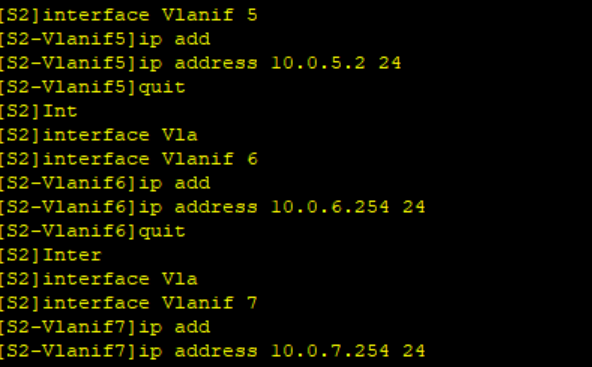 [S2]interface Vlanif 5
[S2-Vlanif5]ip add
[S2-Vlanif5]ip address 10.0.5.2 24
[S2-Vlanif5]quit
[S2]Int
[S2]interface Vla
[S2]interface Vlanif 6
[S2-Vlanif6]ip add
[S2-Vlanif6]ip address 10.0.6.254 24
[S2-Vlanif6]quit
[S2]Inter
[S2]interface Vla
[S2]interface Vlanif 7
[S2-Vlanif7]ip add
[S2-Vlanif7]ip address 10.0.7.254 24